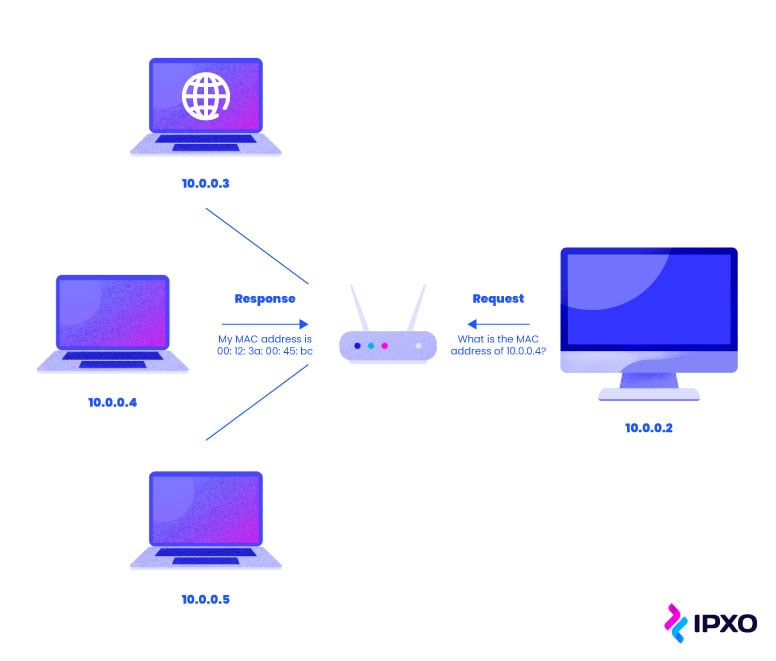 10.0.0.3
Response
My MAC address is
00: 12: 3a: 00: 45: bc
10.0.0.4
Request
What is the MAC
address of 10.0.0,4?
10.0.0.2
10.0.0.5
IPXO